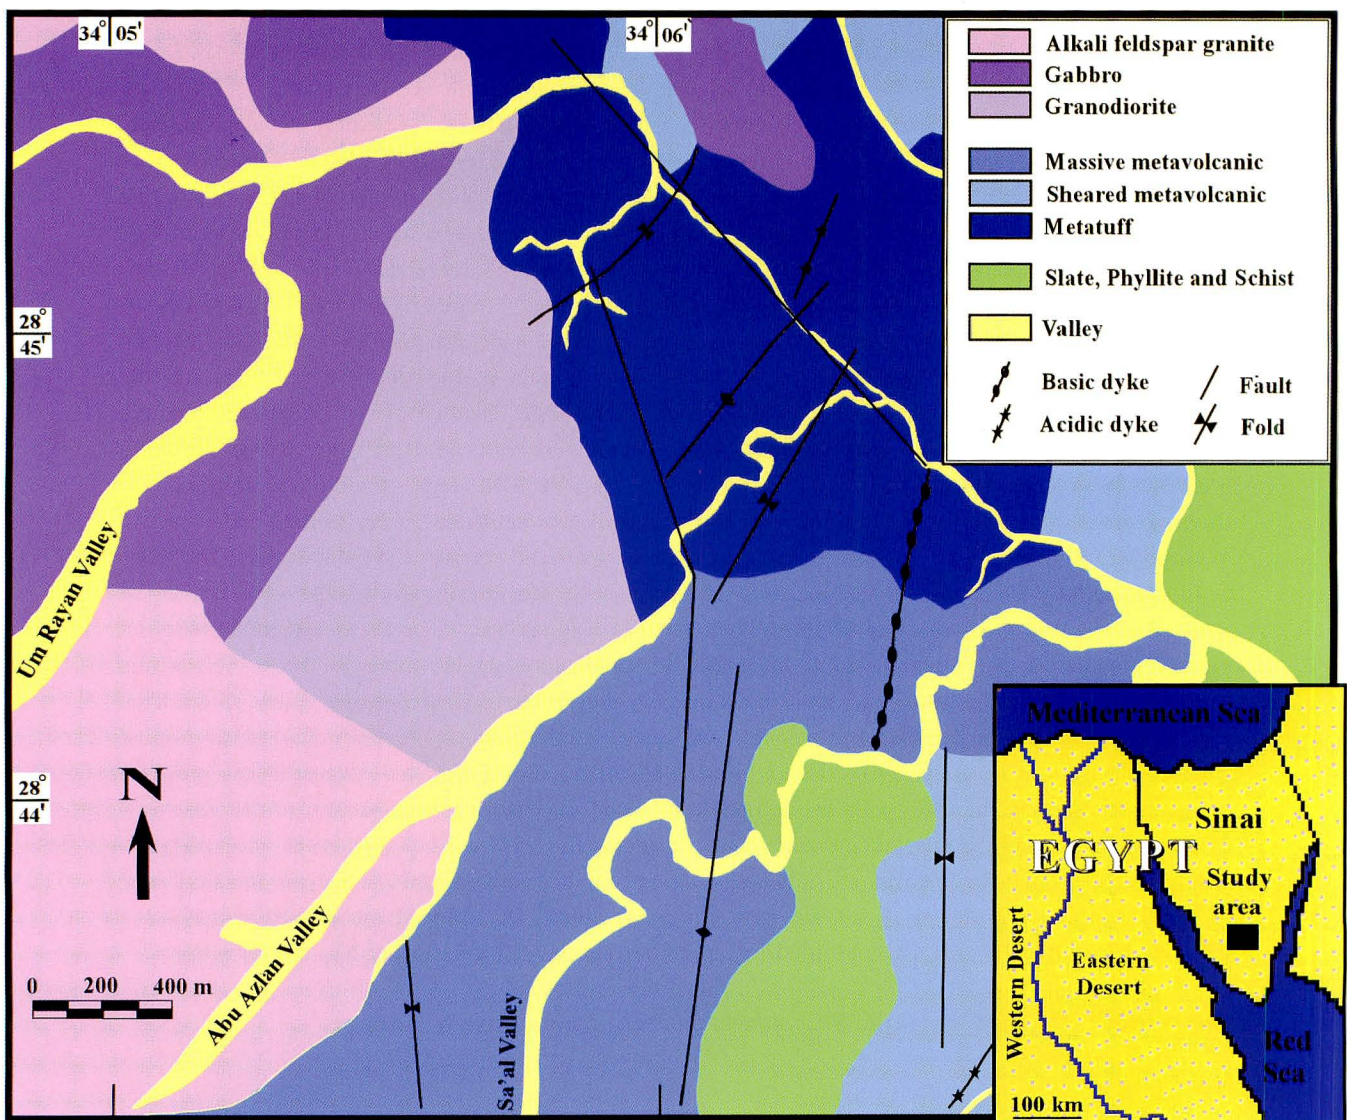 34° 05'
34° 06'
Alkali feldspar granite
Gabbro
Granodiorite
Massive metavolcanic
Sheared metavolcanic
Metatuff
Slate, Phyllite and Schist
Valley
Basic dyke
Fault
Acidic dyke
Fold
28°
45'
Um Rayan Valley
28°
44'
N
0 200 400 m
Abu Azlan Valley
Sa'al Valley
Mediterranean Sea
Sinai
EGYPT
Study
area
Western Desert
Eastern
Desert
Red
Sea
100 km